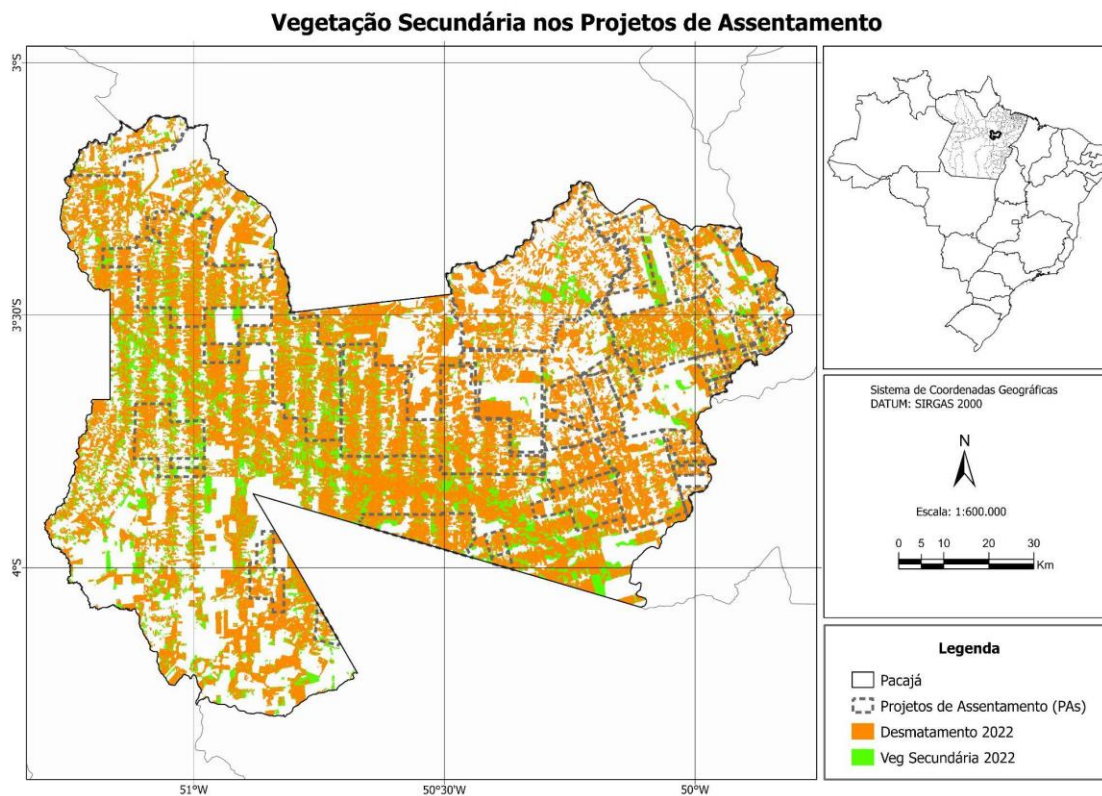 Vegetação Secundária nos Projetos de Assentamento
3°S
3°30'S
4°S
51°W
50°30'W
50°W
Sistema de Coordenadas Geográficas
DATUM: SIRGAS 2000
N
Escala: 1:600.000
0 5 10 20 30
Km
Legenda
Pacajá
Projetos de Assentamento (PAs)
Desmatamento 2022
Veg Secundária 2022